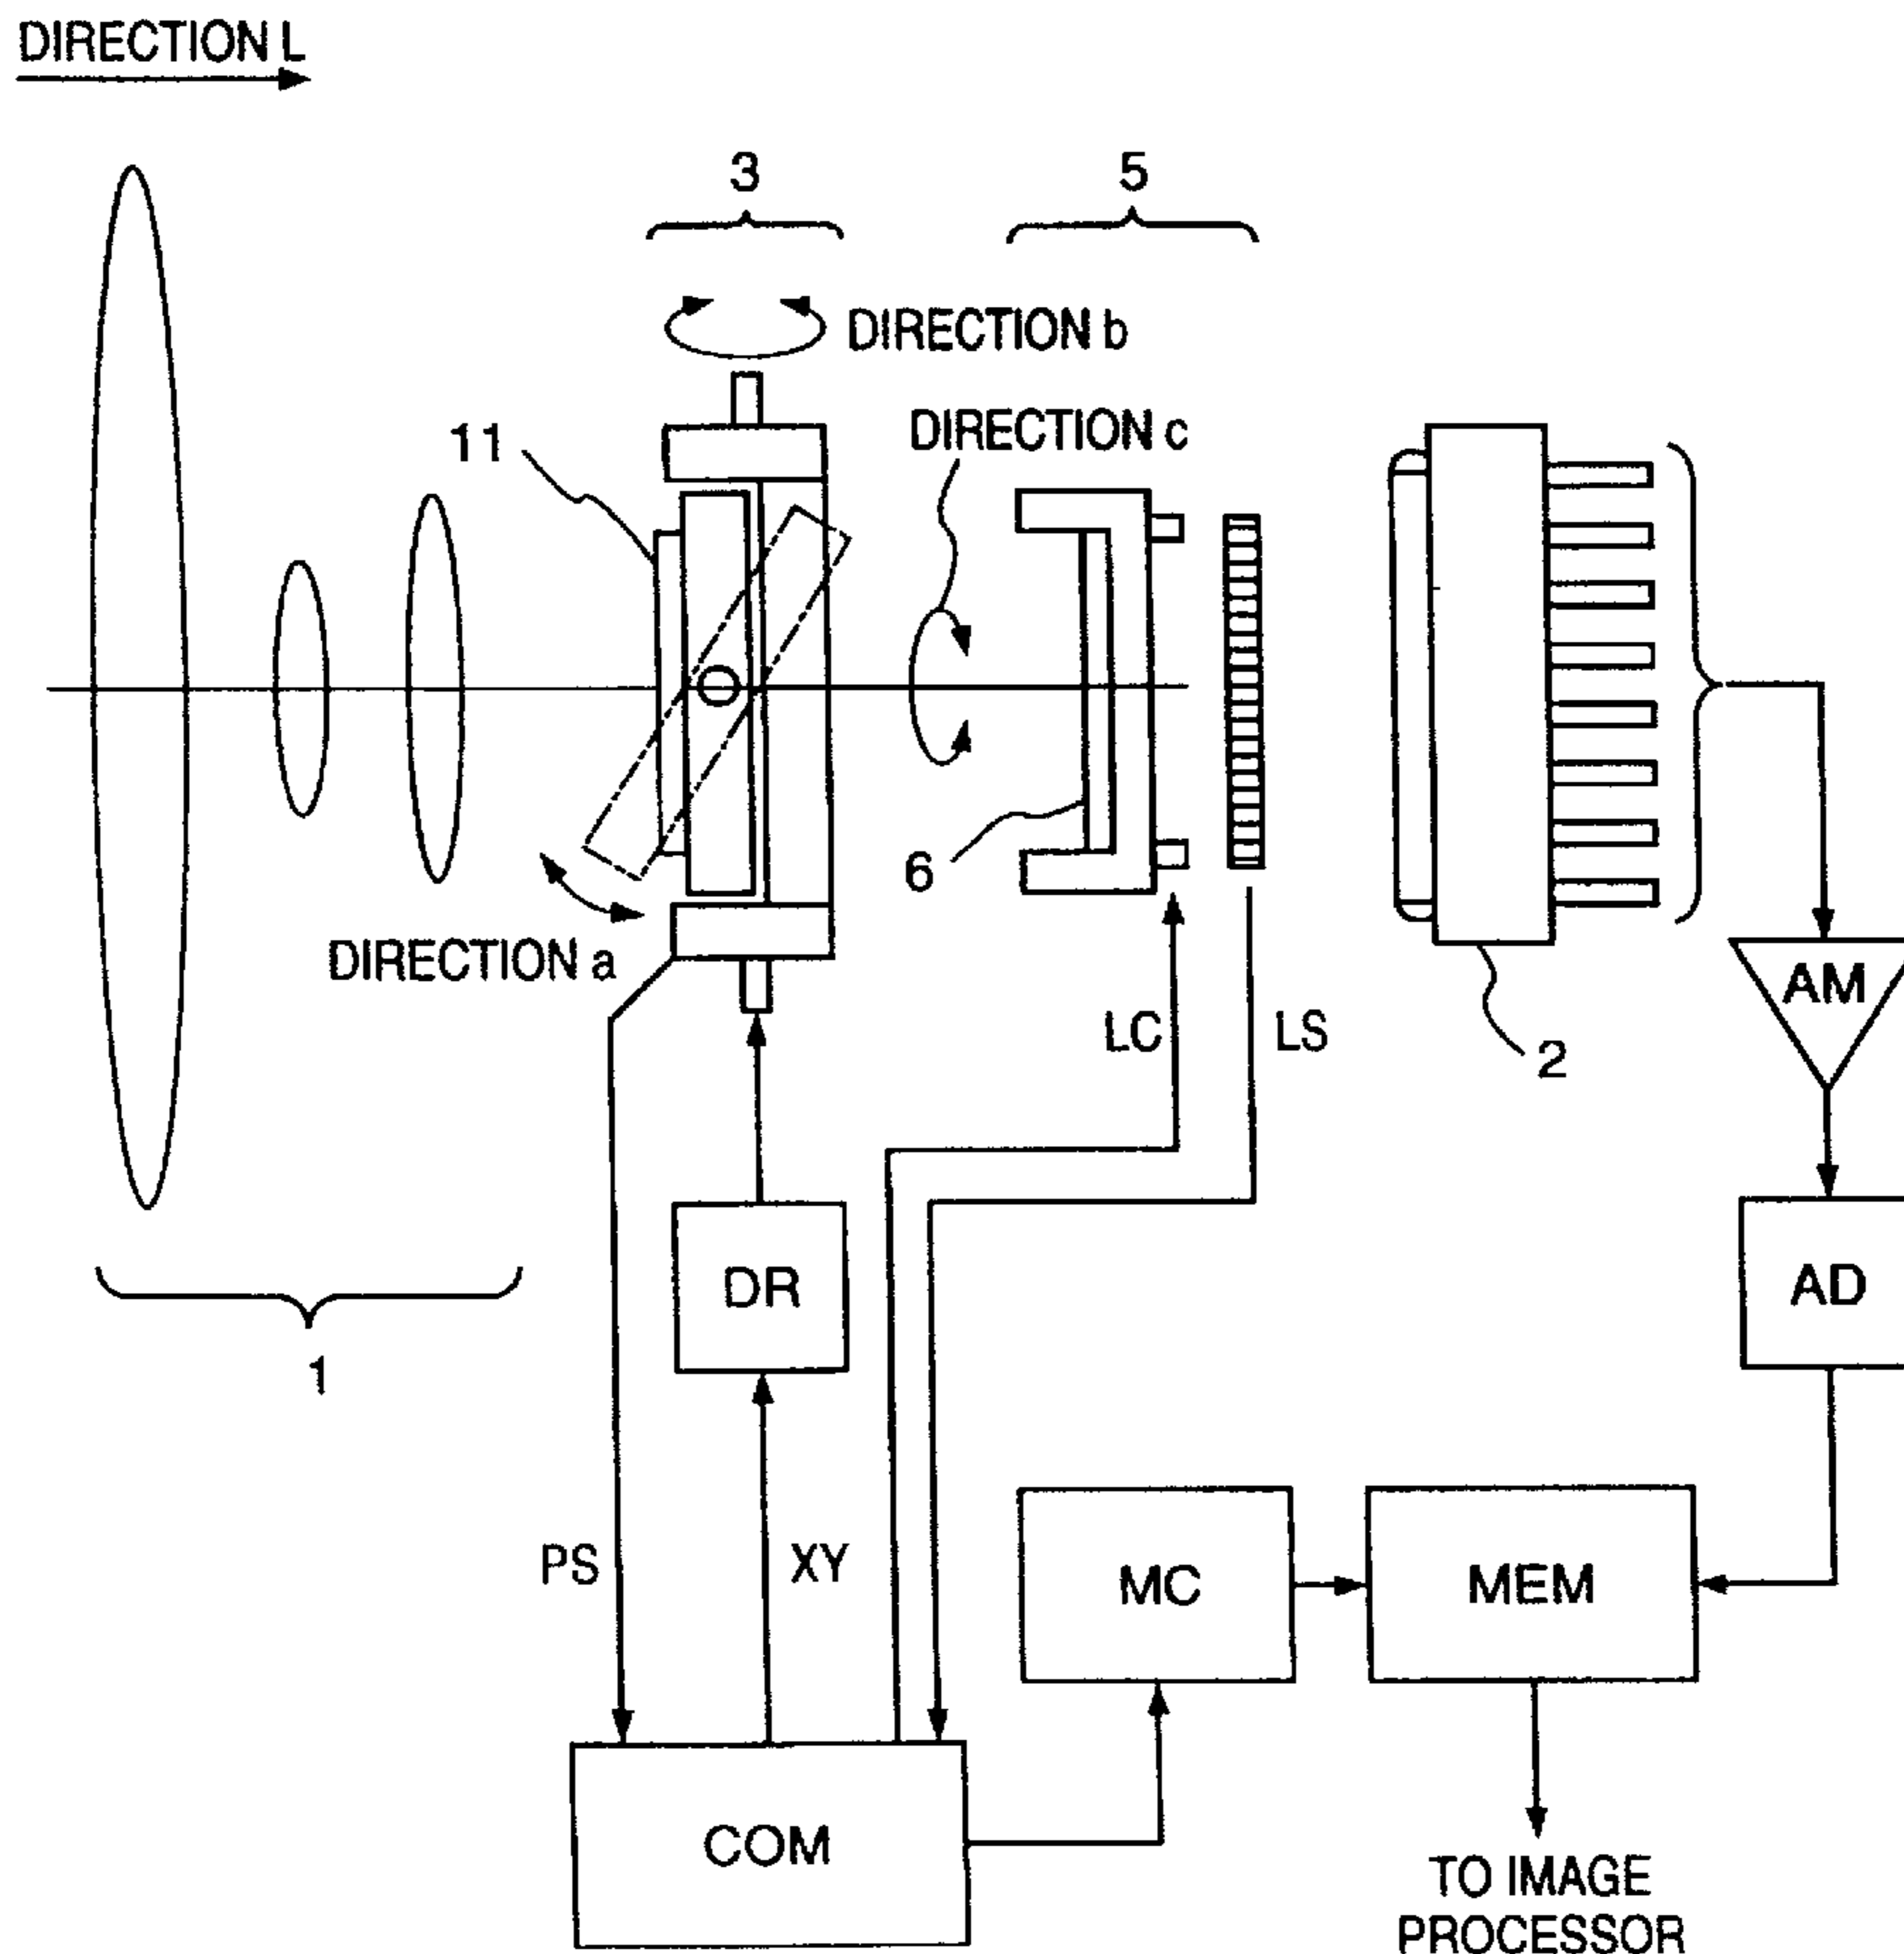 DIRECTION L
3
5
DIRECTION b
11
DIRECTION c
6
DIRECTION a
LC
LS
2
AM
DR
AD
1
PS
XY
MC
MEM
COM
TO IMAGE
PROCESSOR